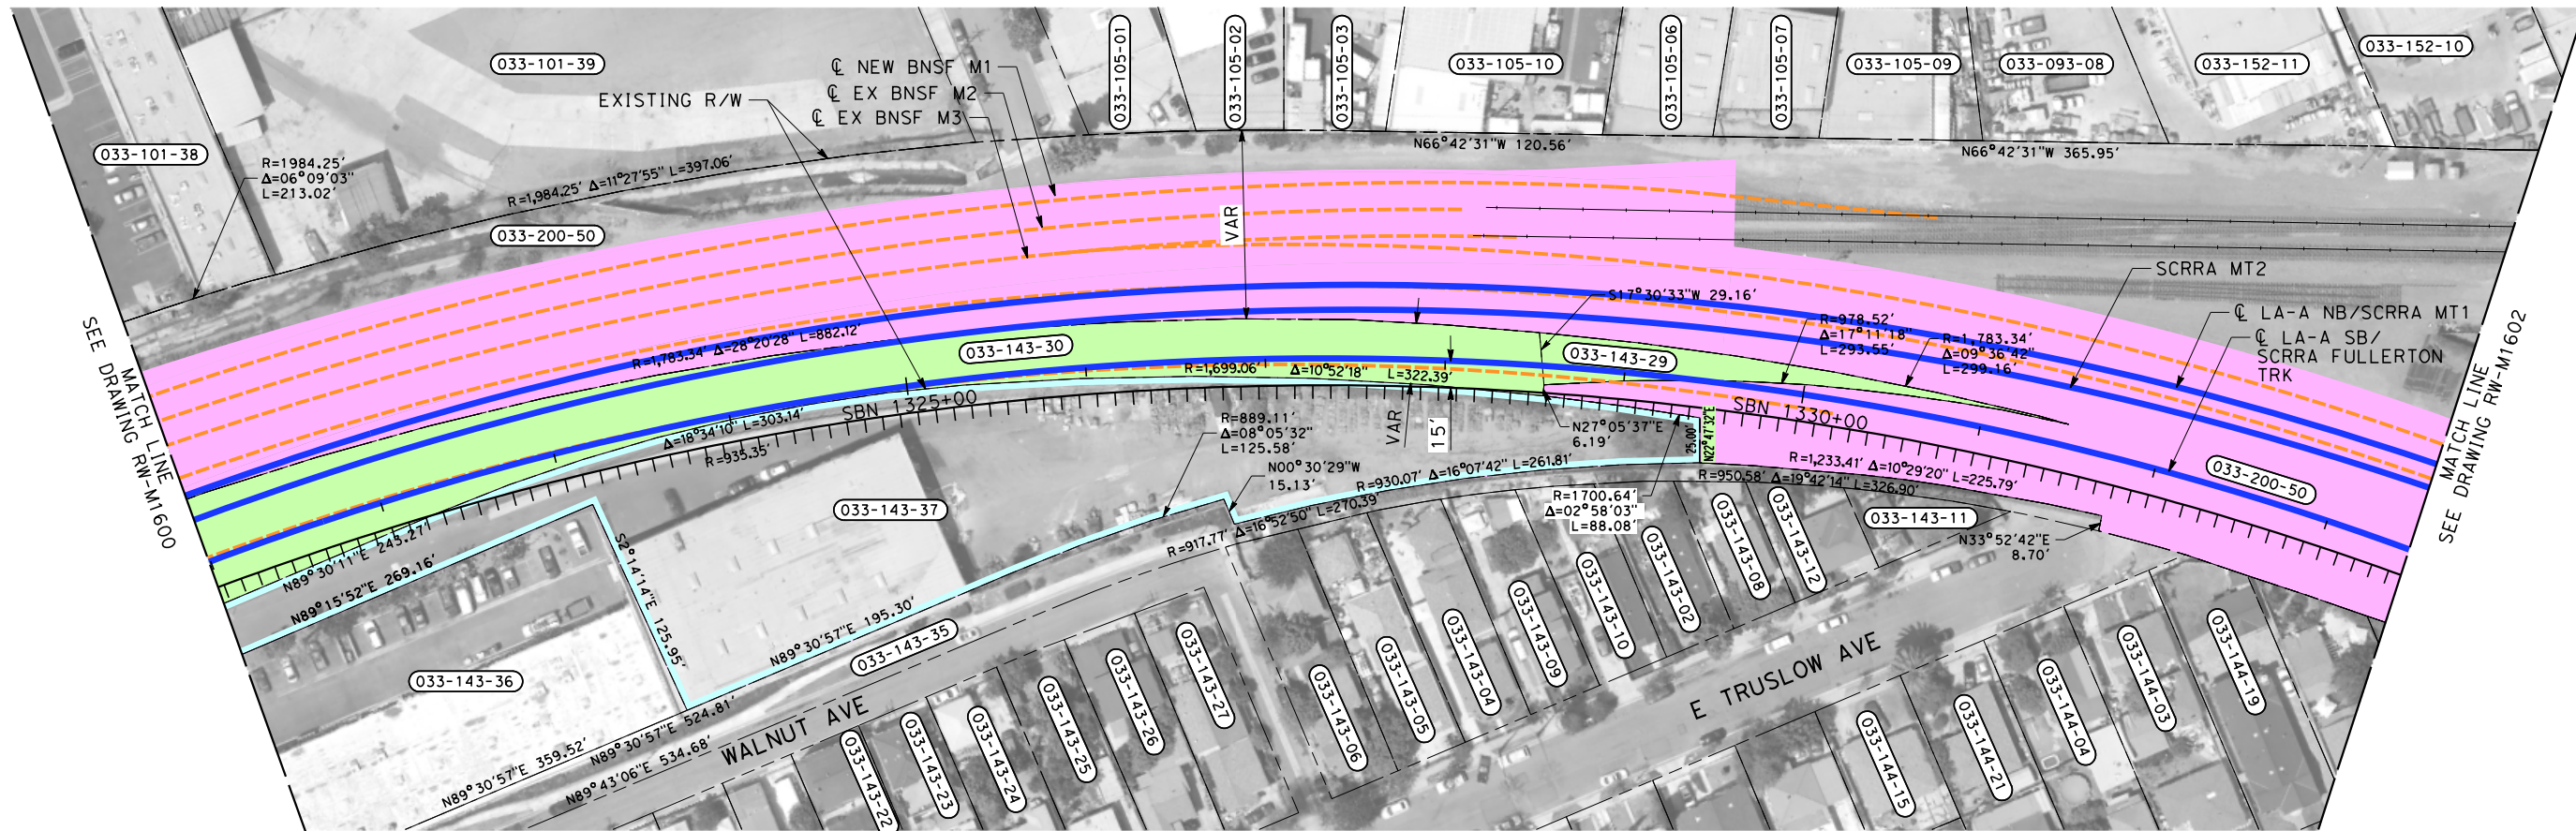 033-101-39
033-105-01
033-105-02
033-105-03
033-105-10
033-105-06
033-105-07
033-105-09
033-093-08
033-152-11
033-152-10
℄ NEW BNSF M1
℄ EX BNSF M2
℄ EX BNSF M3
EXISTING R/W
033-101-38
R=1984.25'
Δ=06°09'03"
L=213.02'
R=1,984.25' Δ=11°27'55" L=397.06'
N66°42'31"W 120.56'
N66°42'31"W 365.95'
033-200-50
VAR
SCRRA MT2
℄ LA-A NB/SCRRA MT1
℄ LA-A SB/
SCRRA FULLERTON
TRK
S17°30'33"W 29.16'
R=978.52'
Δ=17°11'18"
L=293.55'
R=1,783.34'
Δ=09°36'42"
L=299.16'
R=1,783.34' Δ=28°20'28" L=882.12'
033-143-30
033-143-29
R=1,699.06' Δ=10°52'18" L=322.39'
SEE DRAWING RW-M1600
MATCH LINE
MATCH LINE
SEE DRAWING RW-M1602
SBN 1325+00
SBN 1330+00
Δ=18°34'10" L=303.14'
R=935.35'
R=889.11'
Δ=08°05'32"
L=125.58'
VAR
15'
N27°05'37"E
6.19'
25.00'
N22°47'32"E
N00°30'29"W
15.13'
R=930.07' Δ=16°07'42" L=261.81'
R=1,233.41' Δ=10°29'20" L=225.79'
R=950.58' Δ=19°42'14" L=326.90'
033-200-50
R=1700.64'
Δ=02°58'03"
L=88.08'
R=917.77' Δ=16°52'50" L=270.39'
033-143-37
033-143-11
N33°52'42"E
8.70'
N89°30'11"E 243.27'
N89°15'52"E 269.16'
S2°14'14"E 125.95'
N89°30'57"E 195.30'
033-143-35
033-143-36
033-143-06
033-143-05
033-143-04
033-143-09
033-143-10
033-143-02
033-143-08
033-143-12
N89°30'57"E 359.52'
N89°30'57"E 524.81'
N89°43'06"E 534.68'
WALNUT AVE
E TRUSLOW AVE
033-143-22
033-143-23
033-143-24
033-143-25
033-143-26
033-143-27
033-144-15
033-144-21
033-144-04
033-144-03
033-144-19